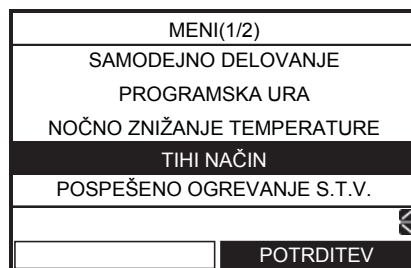 MENI(1/2)
SAMODEJNO DELOVANJE
PROGRAMSKA URA
NOČNO ZNIŽANJE TEMPERATURE
TIHI NAČIN
POSPEŠENO OGREVANJE S.T.V.
POTRDITEV